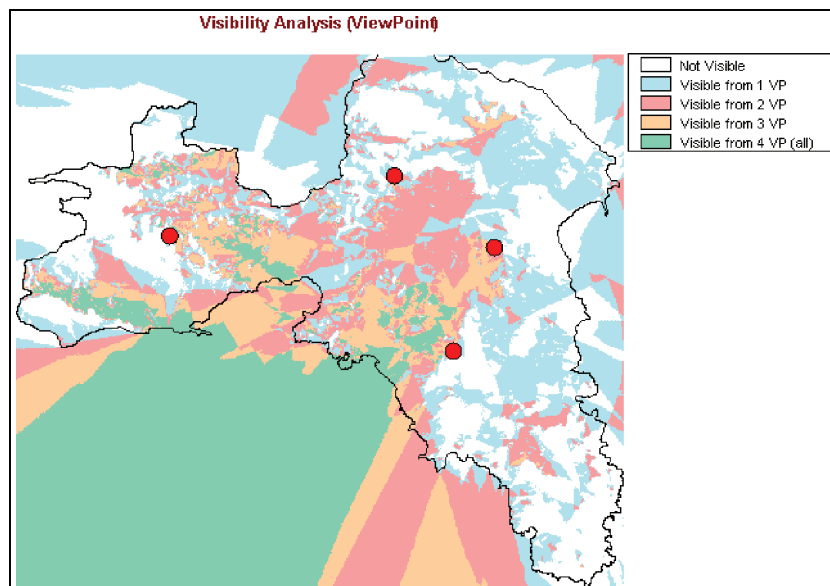 Visibility Analysis (ViewPoint)
Not Visible
Visible from 1 VP
Visible from 2 VP
Visible from 3 VP
Visible from 4 VP (all)